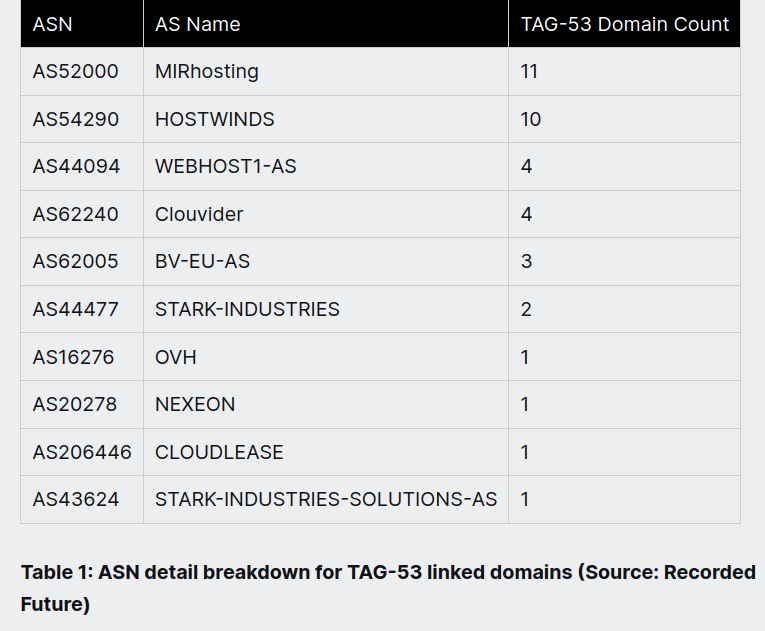 ASN AS Name TAG-53 Domain Count
AS52000 MIRhosting 11
AS54290 HOSTWINDS 10
AS44094 WEBHOST1-AS 4
AS62240 Clouvider 4
AS62005 BV-EU-AS 3
AS44477 STARK-INDUSTRIES 2
AS16276 OVH 1
AS20278 NEXEON 1
AS206446 CLOUDLEASE 1
AS43624 STARK-INDUSTRIES-SOLUTIONS-AS 1
Table 1: ASN detail breakdown for TAG-53 linked domains (Source: Recorded
Future)